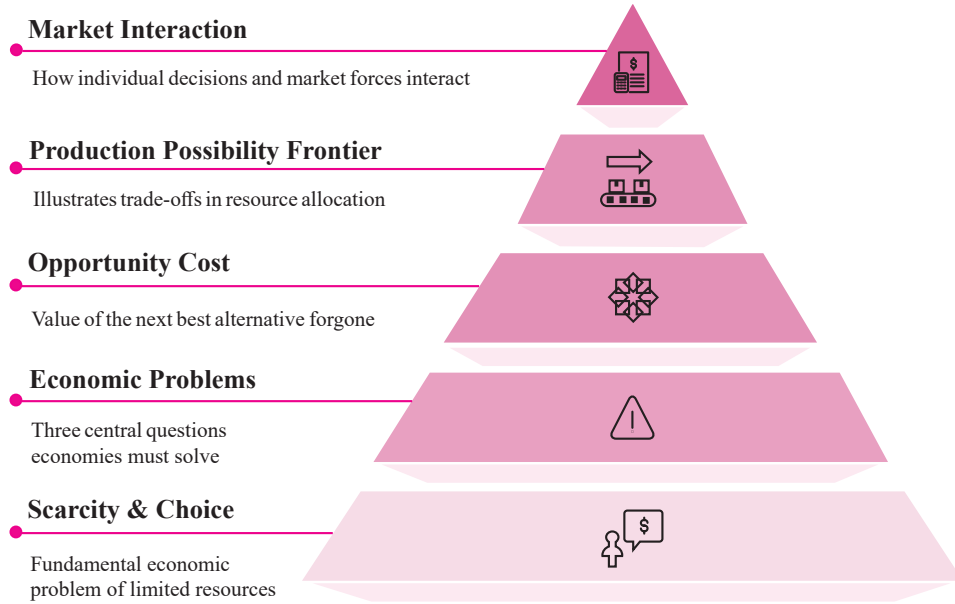 Market Interaction
How individual decisions and market forces interact
$
Production Possibility Frontier
Illustrates trade-offs in resource allocation
Opportunity Cost
Value of the next best alternative forgone
Economic Problems
Three central questions
economies must solve
Scarcity & Choice
$
Fundamental economic
problem of limited resources